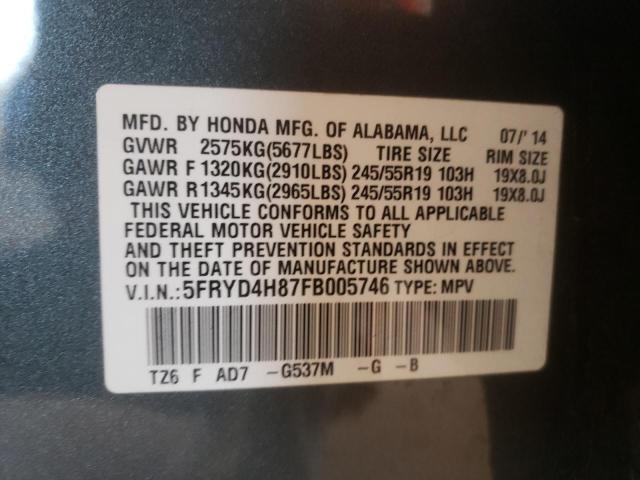 MFD. BY HONDA MFG. OF ALABAMA, LLC 07/'14
GVWR 2575KG(5677LBS) TIRE SIZE RIM SIZE
GAWR F 1320KG(2910LBS) 245/55R19 103H 19X8.0J
GAWR R1345KG(2965LBS) 245/55R19 103H 19X8.0J
THIS VEHICLE CONFORMS TO ALL APPLICABLE
FEDERAL MOTOR VEHICLE SAFETY
AND THEFT PREVENTION STANDARDS IN EFFECT
ON THE DATE OF MANUFACTURE SHOWN ABOVE.
V.I.N.:5FRYD4H87FB005746 TYPE: MPV
TZ6 F AD7 -G537M -G -B